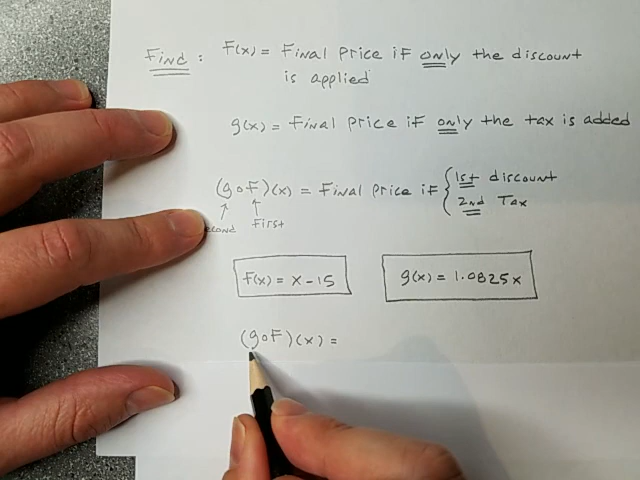 Find: F(x) = Final price if only the discount
is applied
g(x) = Final price if only the tax is added
(g∘F)(x) = Final price if { 1st discount
2nd Tax
↑ ↑
First
F(x) = x - 15 g(x) = 1.0825x
(g∘F)(x) =